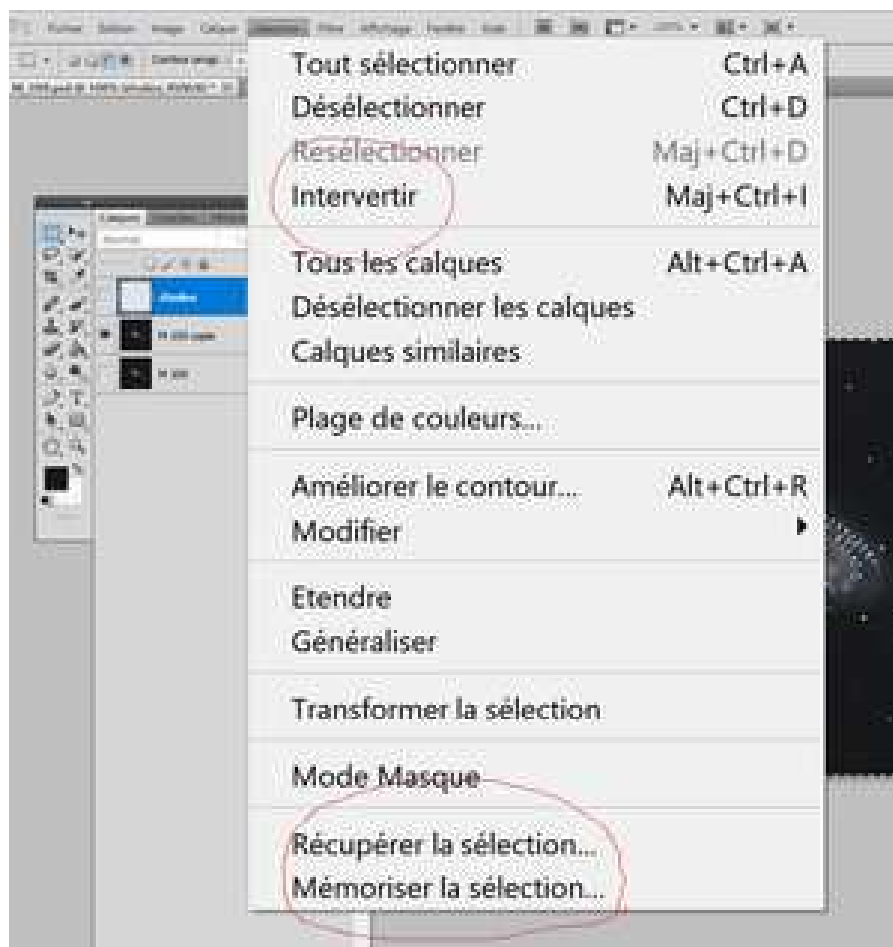 Tout sélectionner Ctrl+A
Désélectionner Ctrl+D
Resélectionner Maj+Ctrl+D
Intervertir Maj+Ctrl+I
Tous les calques Alt+Ctrl+A
Désélectionner les calques
Calques similaires
Plage de couleurs...
Améliorer le contour... Alt+Ctrl+R
Modifier
Etendre
Généraliser
Transformer la sélection
Mode Masque
Récupérer la sélection...
Mémoriser la sélection...